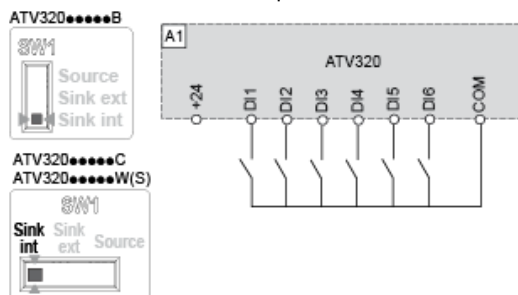 ATV320●●●●●B
SW1
Source
Sink ext
Sink int
ATV320●●●●●C
ATV320●●●●●W(S)
SW1
Sink int
Sink ext
Source
A1
ATV320
+24
DI1
DI2
DI3
DI4
DI5
DI6
COM